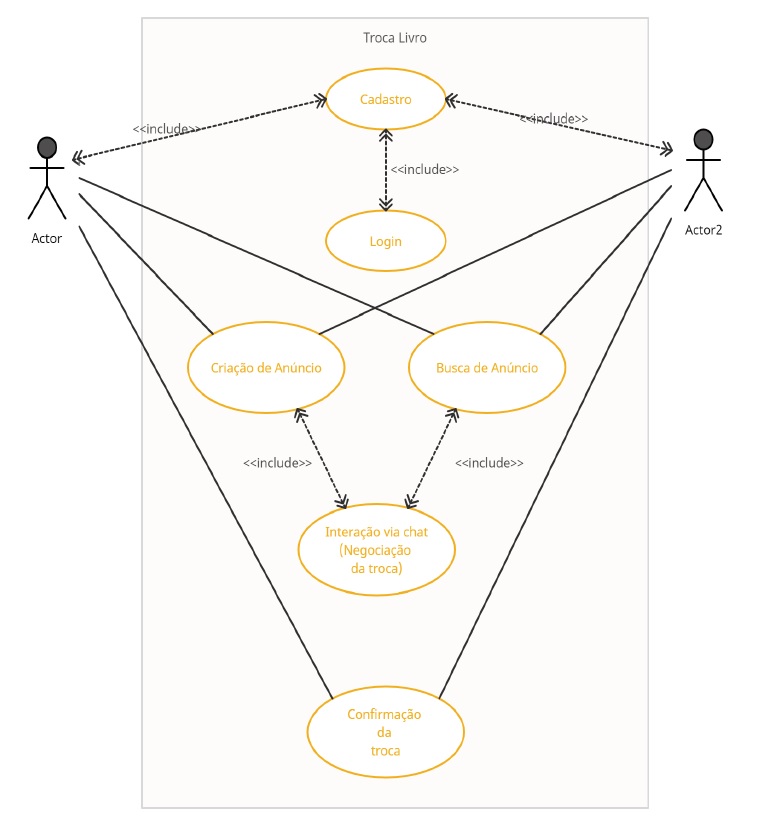 Troca Livro
Cadastro
<<include>>
<<include>>
<<include>>
Actor
Actor2
Login
Criação de Anúncio
Busca de Anúncio
<<include>>
<<include>>
Interação via chat
(Negociação
da troca)
Confirmação
da
troca